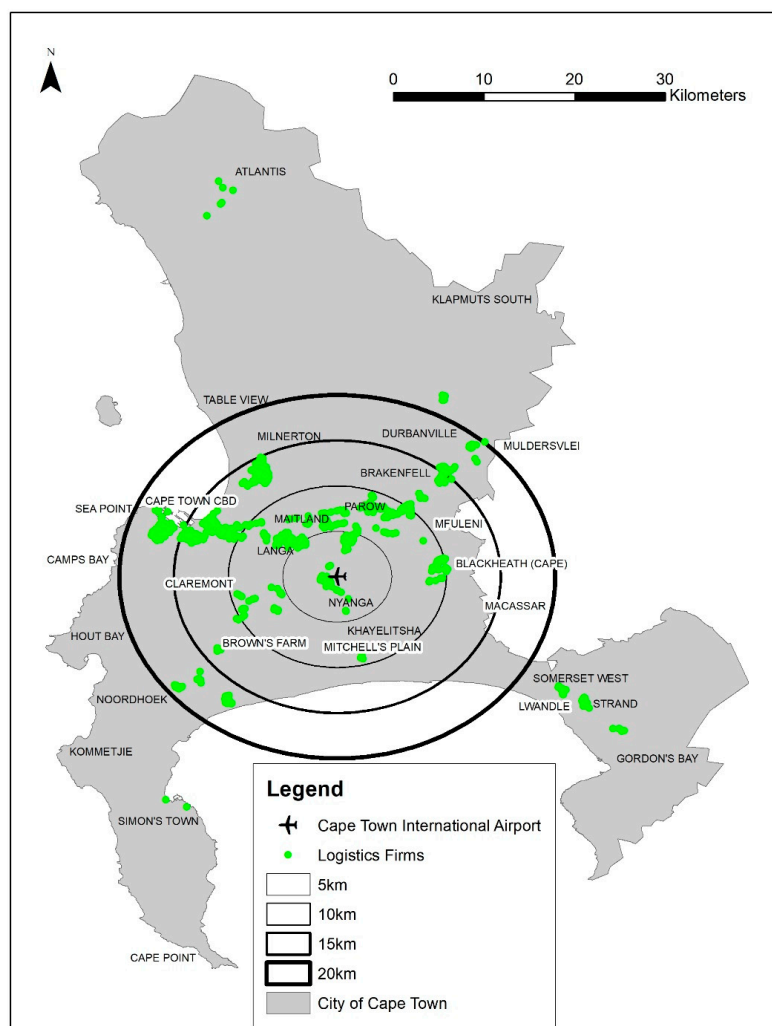 N
0 10 20 30
Kilometers
ATLANTIS
KLAPMUTS SOUTH
TABLE VIEW
DURBANVILLE
MILNERTON
MULDERSVLEI
BRAKENFELL
SEA POINT
CAPE TOWN CBD
PAROW
MAITLAND
MFULENI
LANGA
CAMPS BAY
BLACKHEATH (CAPE)
CLAREMONT
NYANGA
MACASSAR
KHAYELITSHA
HOUT BAY
BROWN'S FARM
MITCHELL'S PLAIN
SOMERSET WEST
NOORDHOEK
LWANDLE
STRAND
KOMMETJIE
GORDON'S BAY
SIMON'S TOWN
CAPE POINT
Legend
Cape Town International Airport
Logistics Firms
5km
10km
15km
20km
City of Cape Town